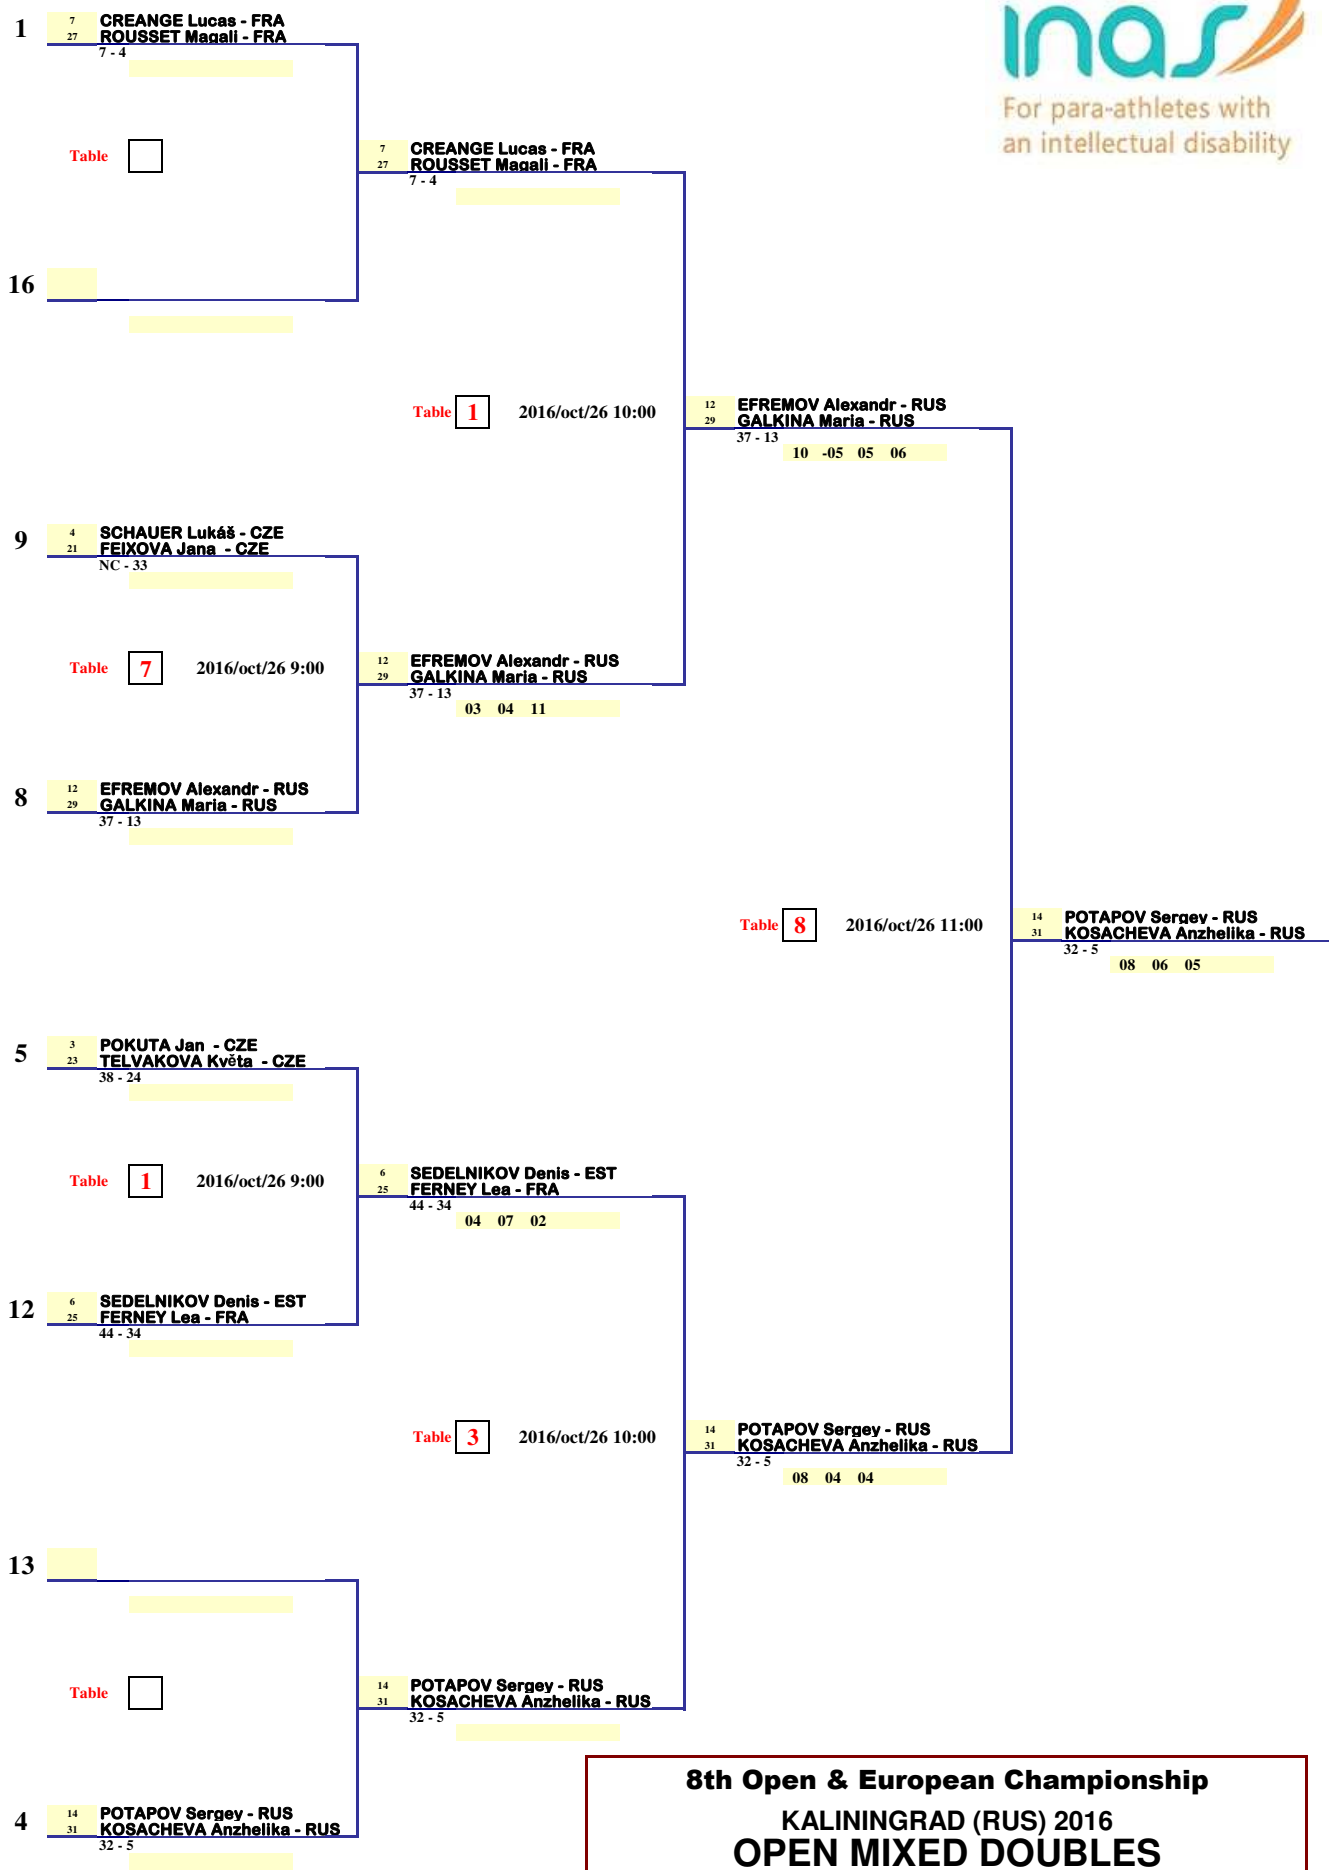 inas
For para-athletes with
an intellectual disability
1
7 CREANGE Lucas - FRA
27 ROUSSET Magali - FRA
7 - 4
Table
7 CREANGE Lucas - FRA
27 ROUSSET Magali - FRA
7 - 4
16
Table 1 2016/oct/26 10:00
12 EFREMOV Alexandr - RUS
29 GALKINA Maria - RUS
37 - 13
10 -05 05 06
9
4 SCHAUER Lukáš - CZE
21 FEIXOVA Jana - CZE
NC - 33
Table 7 2016/oct/26 9:00
12 EFREMOV Alexandr - RUS
29 GALKINA Maria - RUS
37 - 13
03 04 11
8
12 EFREMOV Alexandr - RUS
29 GALKINA Maria - RUS
37 - 13
Table 8 2016/oct/26 11:00
14 POTAPOV Sergey - RUS
31 KOSACHEVA Anzhelika - RUS
32 - 5
08 06 05
5
3 POKUTA Jan - CZE
23 TELVAKOVA Květa - CZE
38 - 24
Table 1 2016/oct/26 9:00
6 SEDELNIKOV Denis - EST
25 FERNEY Lea - FRA
44 - 34
04 07 02
12
6 SEDELNIKOV Denis - EST
25 FERNEY Lea - FRA
44 - 34
Table 3 2016/oct/26 10:00
14 POTAPOV Sergey - RUS
31 KOSACHEVA Anzhelika - RUS
32 - 5
08 04 04
13
Table
14 POTAPOV Sergey - RUS
31 KOSACHEVA Anzhelika - RUS
32 - 5
4
14 POTAPOV Sergey - RUS
31 KOSACHEVA Anzhelika - RUS
32 - 5
8th Open & European Championship
KALININGRAD (RUS) 2016
OPEN MIXED DOUBLES